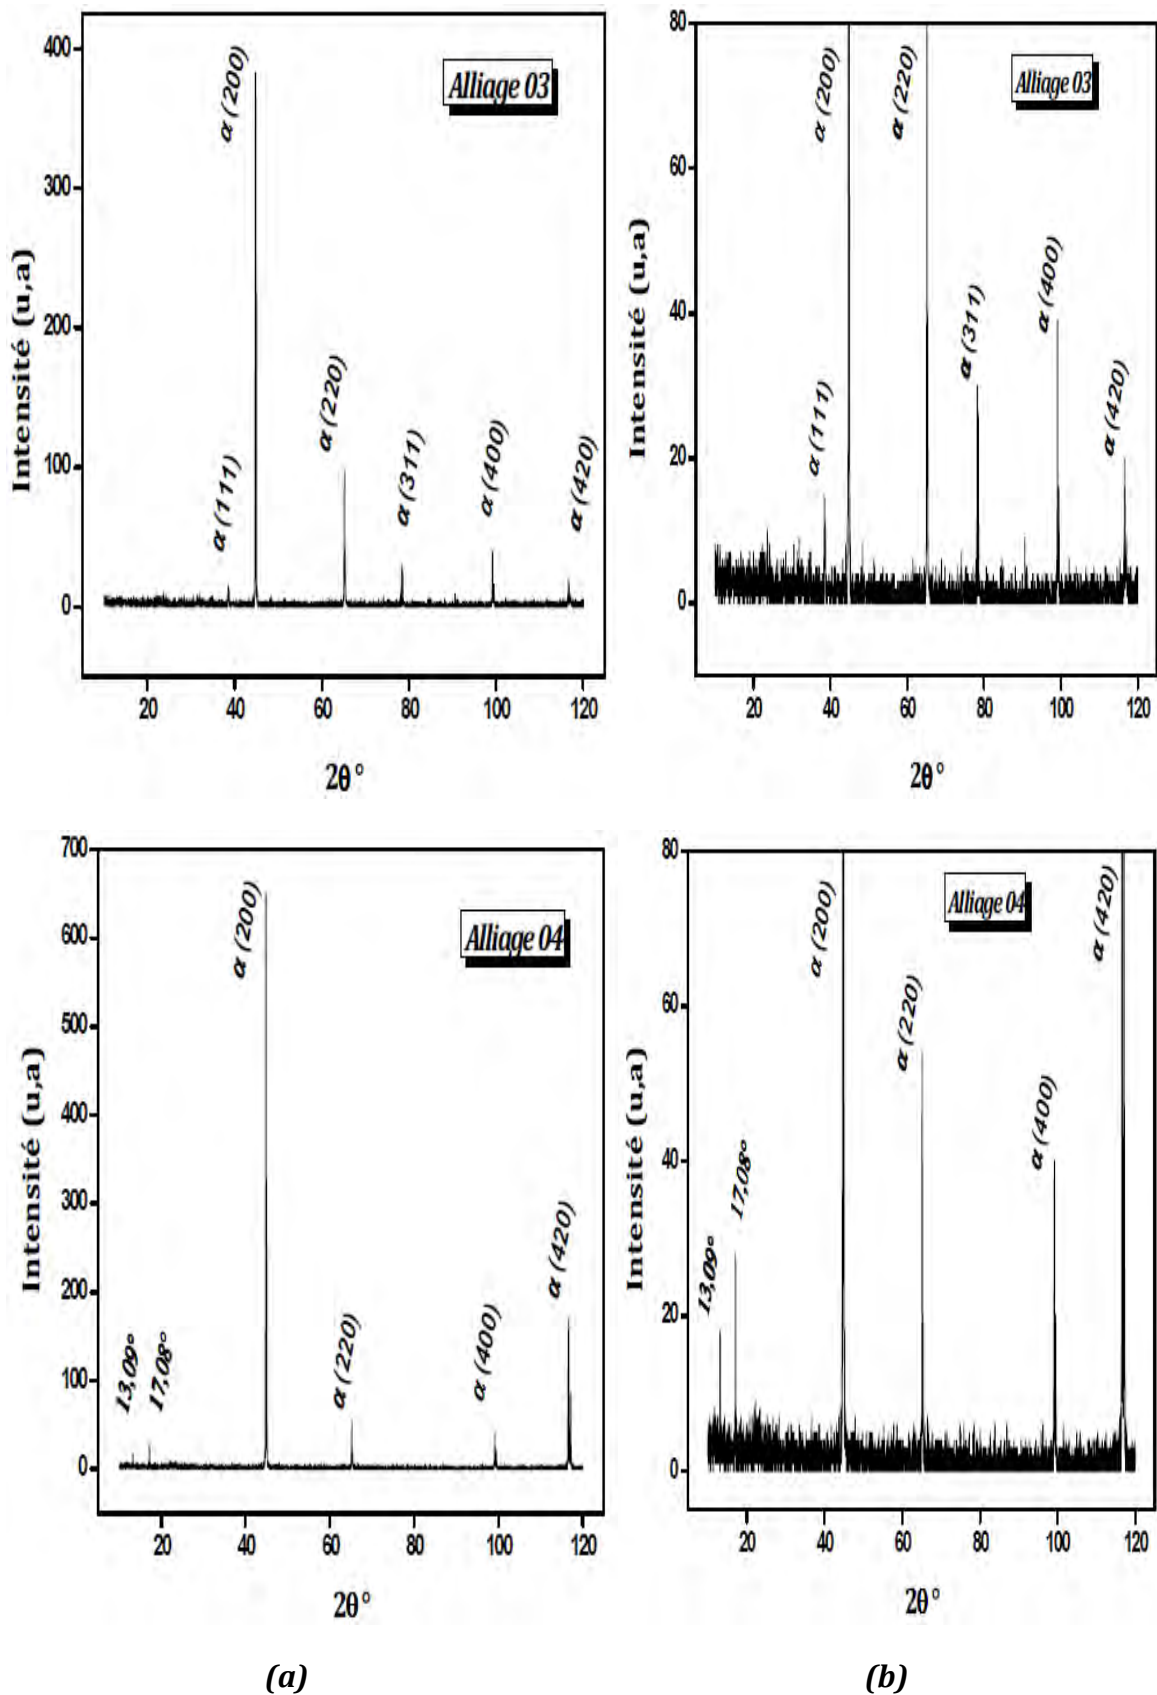 Alliage 03
α (200)
α (111)
α (220)
α (311)
α (400)
α (420)
400
300
200
100
0
20 40 60 80 100 120
Intensité (u,a)
2θ°
Alliage 03
α (200)
α (220)
α (111)
α (311)
α (400)
α (420)
80
60
40
20
0
20 40 60 80 100 120
Intensité (u,a)
2θ°
Alliage 04
α (200)
13,09°
17,08°
α (220)
α (400)
α (420)
700
600
500
400
300
200
100
0
20 40 60 80 100 120
Intensité (u,a)
2θ°
Alliage 04
α (200)
α (220)
α (400)
α (420)
13,09°
17,08°
80
60
40
20
0
20 40 60 80 100 120
Intensité (u,a)
2θ°
(a)
(b)